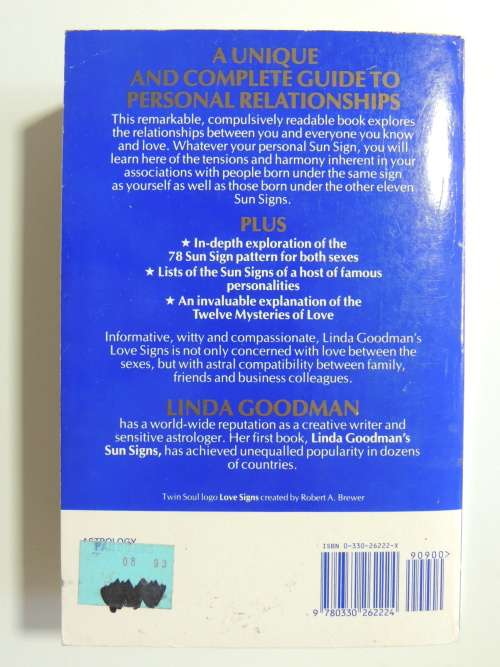 A UNIQUE
AND COMPLETE GUIDE TO
PERSONAL RELATIONSHIPS
This remarkable, compulsively readable book explores
the relationships between you and everyone you know
and love. Whatever your personal Sun Sign, you will
learn here of the tensions and harmony inherent in your
associations with people born under the same sign
as yourself as well as those born under the other eleven
Sun Signs.
PLUS
★ In-depth exploration of the
78 Sun Sign pattern for both sexes
★ Lists of the Sun Signs of a host of famous
personalities
★ An invaluable explanation of the
Twelve Mysteries of Love
Informative, witty and compassionate, Linda Goodman's
Love Signs is not only concerned with love between the
sexes, but with astral compatibility between family,
friends and business colleagues.
LINDA GOODMAN
has a world-wide reputation as a creative writer and
sensitive astrologer. Her first book, Linda Goodman's
Sun Signs, has achieved unequalled popularity in dozens
of countries.
Twin Soul logo Love Signs created by Robert A. Brewer
ASTROLOGY
08 93
ISBN 0-330-26222-X
90900>
9 780330 262224